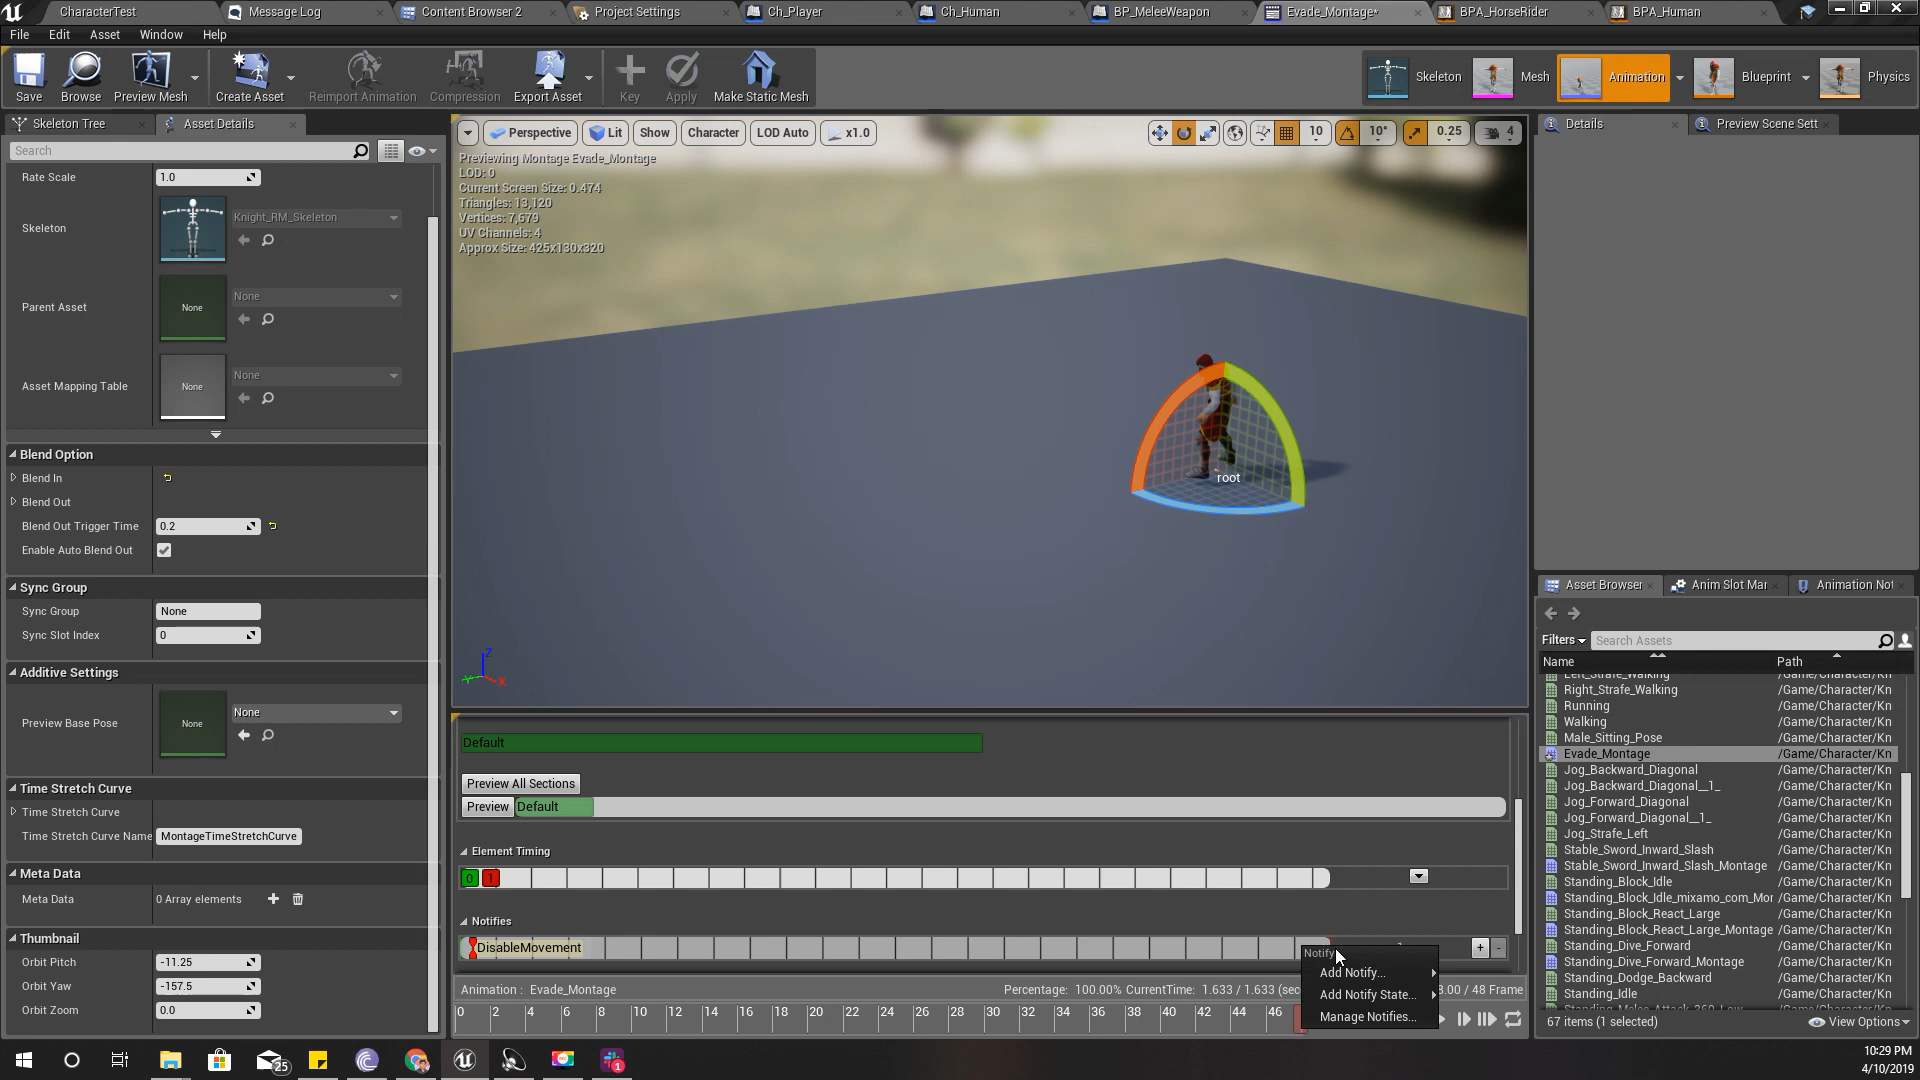 CharacterTest
Message Log
Content Browser 2
Project Settings
Ch_Player
Ch_Human
BP_MeleeWeapon
Evade_Montage*
BPA_HorseRider
BPA_Human
File Edit Asset Window Help
Save
Browse
Preview Mesh
Create Asset
Reimport Animation
Compression
Export Asset
Key
Apply
Make Static Mesh
Skeleton
Mesh
Animation
Blueprint
Physics
Skeleton Tree
Asset Details
Search
Rate Scale 1.0
Skeleton Knight_RM_Skeleton
Parent Asset None None
Asset Mapping Table None None
Blend Option
Blend In
Blend Out
Blend Out Trigger Time 0.2
Enable Auto Blend Out
Sync Group
Sync Group None
Sync Slot Index 0
Additive Settings
Preview Base Pose None None
Time Stretch Curve
Time Stretch Curve
Time Stretch Curve Name MontageTimeStretchCurve
Meta Data
Meta Data 0 Array elements
Thumbnail
Orbit Pitch -11.25
Orbit Yaw -157.5
Orbit Zoom 0.0
Perspective Lit Show Character LOD Auto x1.0
10 10° 0.25 4
Previewing Montage Evade_Montage
LOD: 0
Current Screen Size: 0.474
Triangles: 13,120
Vertices: 7,679
UV Channels: 4
Approx Size: 425x130x320
root
Z
Y X
Default
Preview All Sections
Preview Default
Element Timing
0 1
Notifies
DisableMovement
1 + -
Notify
Add Notify...
Add Notify State...
Manage Notifies...
Animation : Evade_Montage Percentage: 100.00% CurrentTime: 1.633 / 1.633 (sec 8.00 / 48 Frame
0 2 4 6 8 10 12 14 16 18 20 22 24 26 28 30 32 34 36 38 40 42 44 46
Details
Preview Scene Sett
Asset Browser
Anim Slot Mar
Animation Not
Filters Search Assets
Name Path
Left_Strafe_Walking /Game/Character/Kn
Right_Strafe_Walking /Game/Character/Kn
Running /Game/Character/Kn
Walking /Game/Character/Kn
Male_Sitting_Pose /Game/Character/Kn
Evade_Montage /Game/Character/Kn
Jog_Backward_Diagonal /Game/Character/Kn
Jog_Backward_Diagonal__1_ /Game/Character/Kn
Jog_Forward_Diagonal /Game/Character/Kn
Jog_Forward_Diagonal__1_ /Game/Character/Kn
Jog_Strafe_Left /Game/Character/Kn
Stable_Sword_Inward_Slash /Game/Character/Kn
Stable_Sword_Inward_Slash_Montage /Game/Character/Kn
Standing_Block_Idle /Game/Character/Kn
Standing_Block_Idle_mixamo_com_Mor /Game/Character/Kn
Standing_Block_React_Large /Game/Character/Kn
Standing_Block_React_Large_Montage /Game/Character/Kn
Standing_Dive_Forward /Game/Character/Kn
Standing_Dive_Forward_Montage /Game/Character/Kn
Standing_Dodge_Backward /Game/Character/Kn
Standing_Idle /Game/Character/Kn
67 items (1 selected) View Options
25
1
10:29 PM
4/10/2019